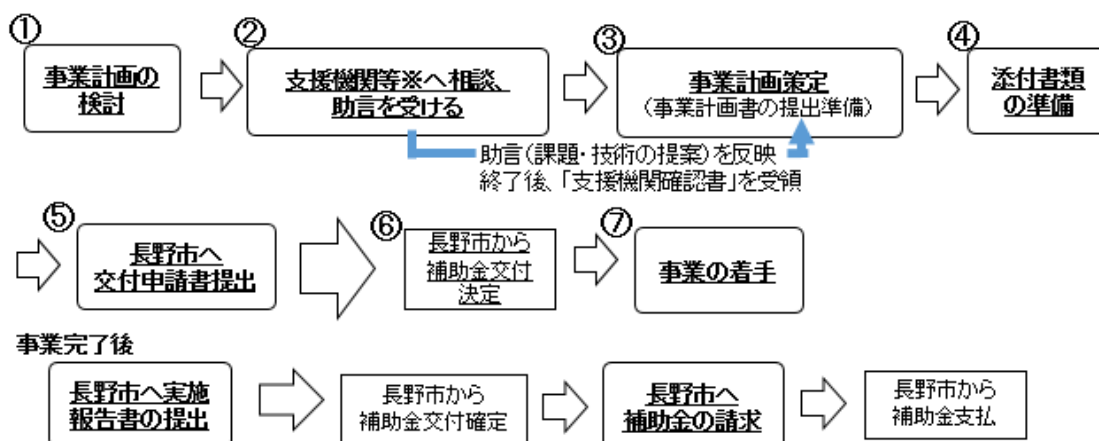 ①
事業計画の
検討
②
支援機関等※へ相談、
助言を受ける
③
事業計画策定
(事業計画書の提出準備)
④
添付書類
の準備
助言(課題・技術の提案)を反映
終了後、「支援機関確認書」を受領
⑤
長野市へ
交付申請書提出
⑥
長野市から
補助金交付
決定
⑦
事業の着手
事業完了後
長野市へ実施
報告書の提出
長野市から
補助金交付確定
長野市へ
補助金の請求
長野市から
補助金支払